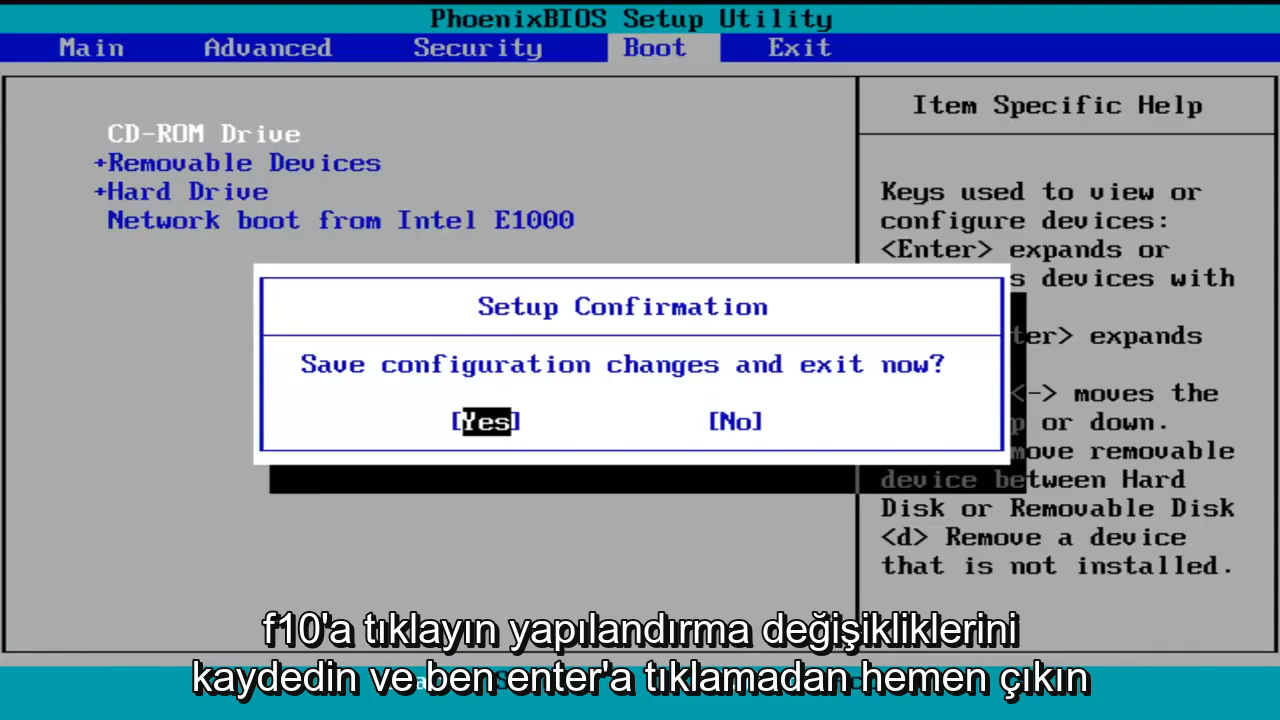 PhoenixBIOS Setup Utility
Main Advanced Security Boot Exit
CD-ROM Drive
+Removable Devices
+Hard Drive
Network boot from Intel E1000
Setup Confirmation
Save configuration changes and exit now?
[Yes] [No]
Item Specific Help
Keys used to view or
configure devices:
<Enter> expands or
devices with
expands
<-> moves the
or down.
removable
device between Hard
Disk or Removable Disk
<d> Remove a device
that is not installed.
f10'a tıklayın yapılandırma değişikliklerini
kaydedin ve ben enter'a tıklamadan hemen çıkın